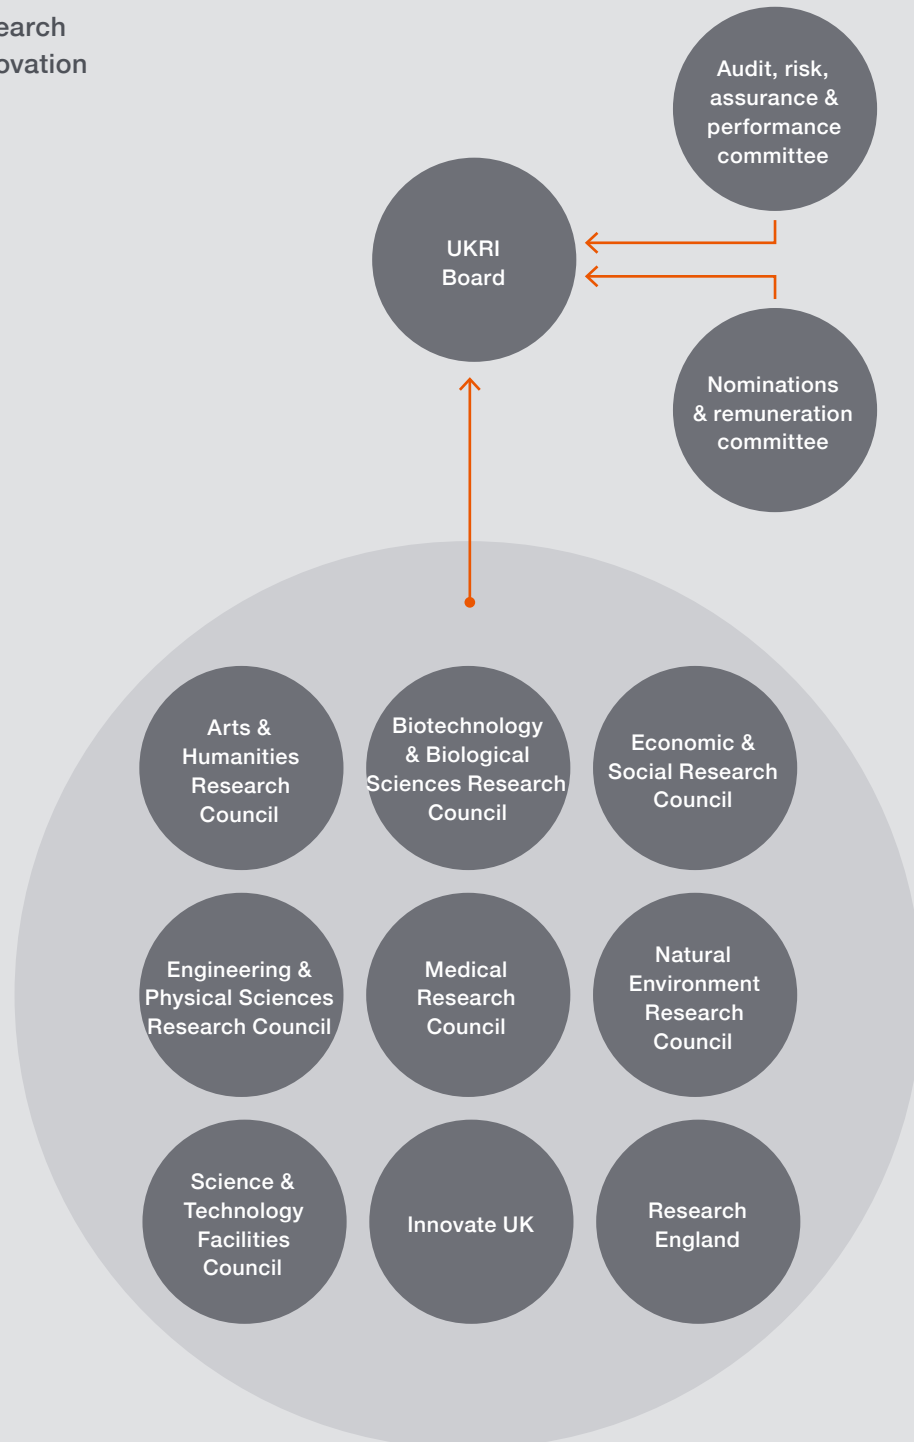 earch
ovation
Audit, risk,
assurance &
performance
committee
UKRI
Board
Nominations
& remuneration
committee
Arts &
Humanities
Research
Council
Biotechnology
& Biological
Sciences Research
Council
Economic &
Social Research
Council
Engineering &
Physical Sciences
Research Council
Medical
Research
Council
Natural
Environment
Research
Council
Science &
Technology
Facilities
Council
Innovate UK
Research
England